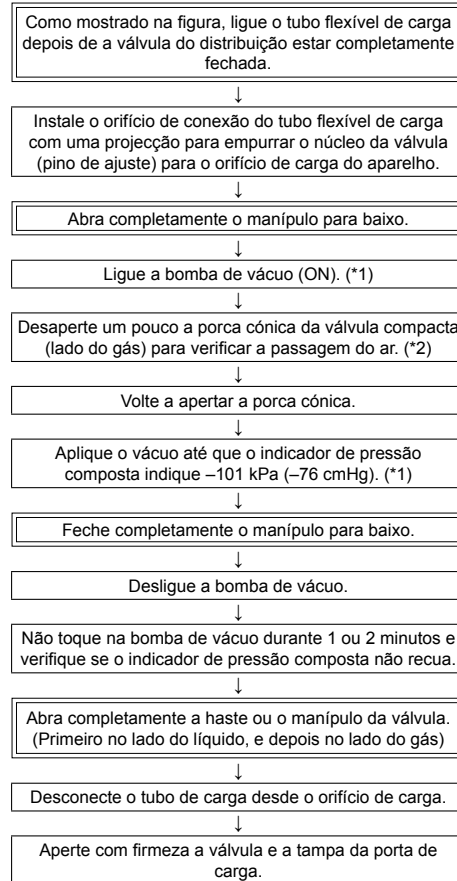 Como mostrado na figura, ligue o tubo flexível de carga
depois de a válvula do distribuição estar completamente
fechada.
↓
Instale o orifício de conexão do tubo flexível de carga
com uma projecção para empurrar o núcleo da válvula
(pino de ajuste) para o orifício de carga do aparelho.
↓
Abra completamente o manípulo para baixo.
↓
Ligue a bomba de vácuo (ON). (*1)
↓
Desaperte um pouco a porca cónica da válvula compacta
(lado do gás) para verificar a passagem do ar. (*2)
↓
Volte a apertar a porca cónica.
↓
Aplique o vácuo até que o indicador de pressão
composta indique –101 kPa (–76 cmHg). (*1)
↓
Feche completamente o manípulo para baixo.
↓
Desligue a bomba de vácuo.
↓
Não toque na bomba de vácuo durante 1 ou 2 minutos e
verifique se o indicador de pressão composta não recua.
↓
Abra completamente a haste ou o manípulo da válvula.
(Primeiro no lado do líquido, e depois no lado do gás)
↓
Desconecte o tubo de carga desde o orifício de carga.
↓
Aperte com firmeza a válvula e a tampa da porta de
carga.